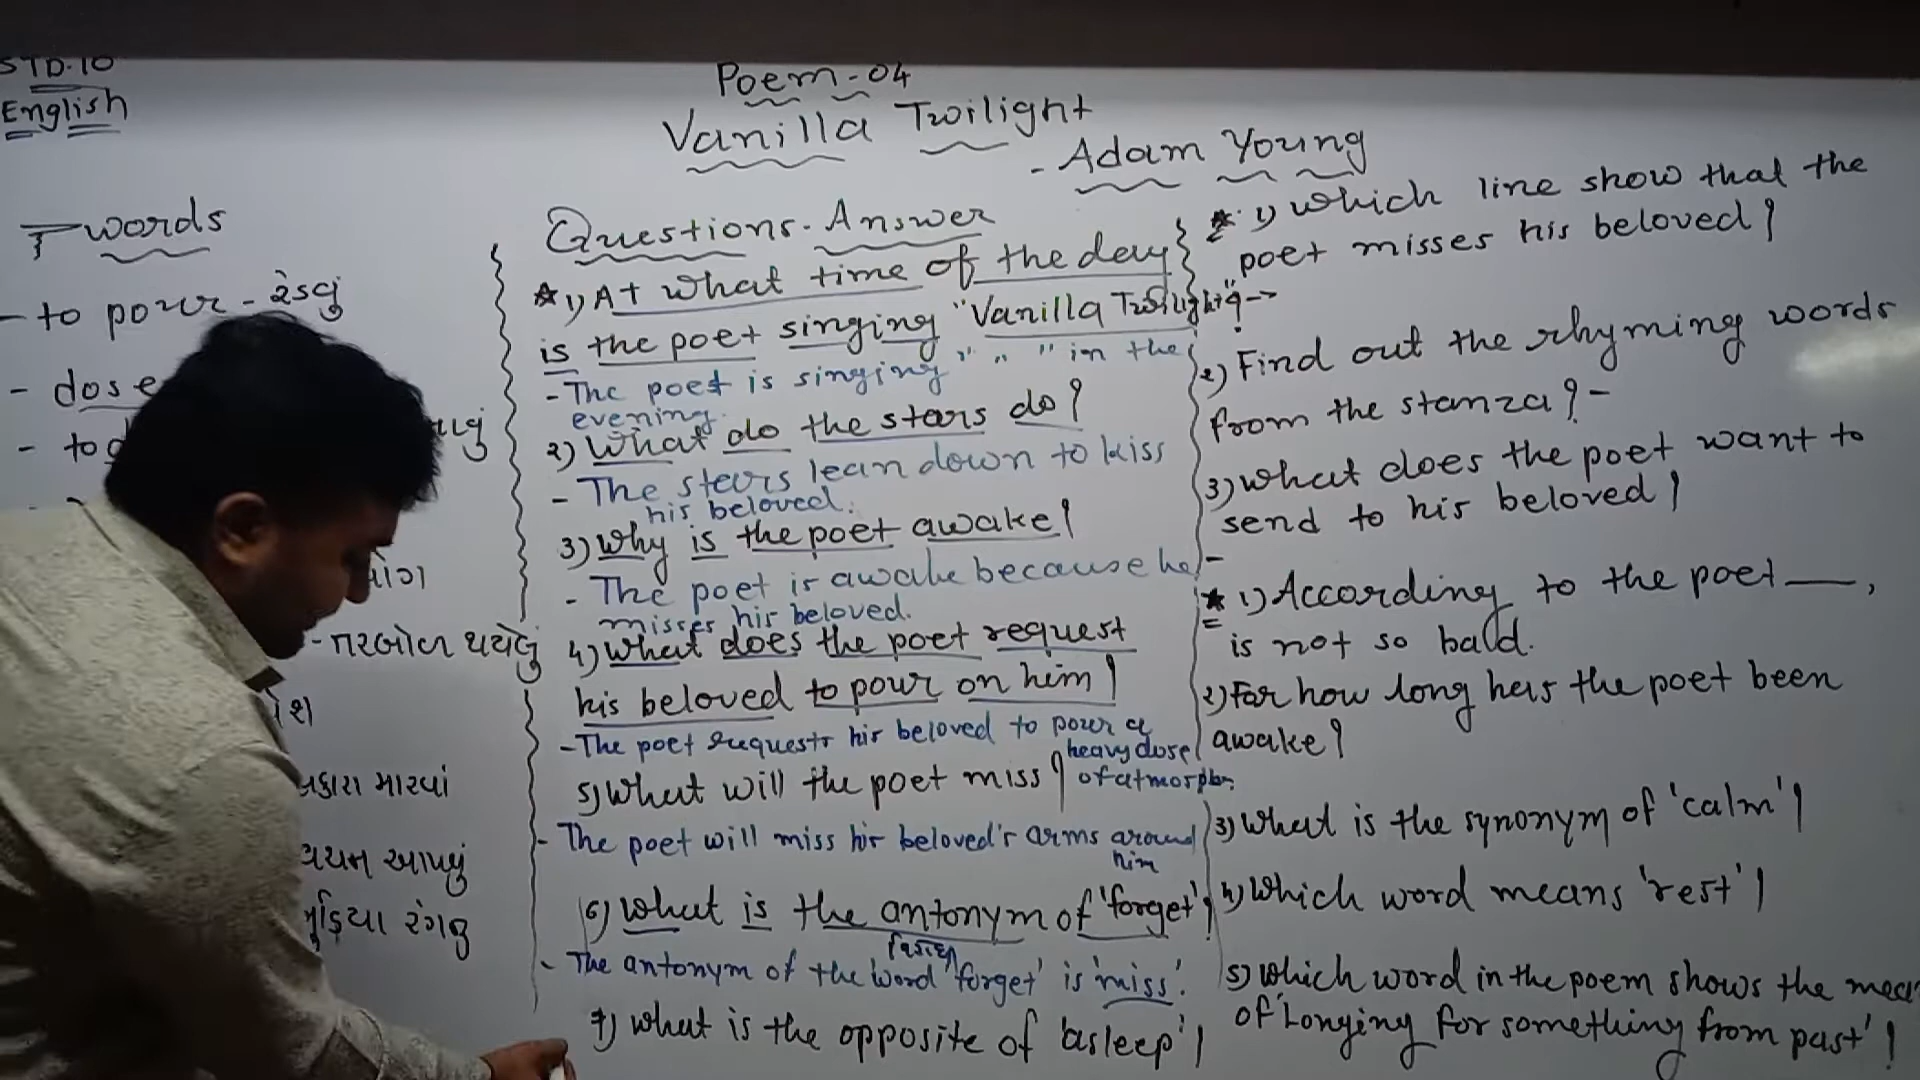 STD.10
English
Poem-04
Vanilla Twilight
- Adam Young
words
- to pour - રેડવું
- dose
- to
- તરબોળ થયેલું
મારવાં
વચન આપવું
રંગનું
Questions-Answer
* 1) At what time of the day
is the poet singing "Vanilla Twilight"?
- The poet is singing " " " in the
evening.
2) What do the stars do?
- The stars lean down to kiss
his beloved.
3) Why is the poet awake?
- The poet is awake because he
misses his beloved.
4) What does the poet request
his beloved to pour on him?
- The poet requests his beloved to pour a
heavy dose
of atmosphr.
5) What will the poet miss?
- The poet will miss his beloved's arms around
him
6) What is the antonym of 'forget'?
- The antonym of the word 'forget' is 'miss'.
7) What is the opposite of 'asleep'?
* 1) Which line show that the
poet misses his beloved?
2) Find out the rhyming words
from the stanza? -
3) What does the poet want to
send to his beloved?
-
* 1) According to the poet ___,
is not so bad.
2) For how long has the poet been
awake?
3) What is the synonym of 'calm'?
4) Which word means 'rest'?
5) Which word in the poem shows the mea
of 'Longing for something from past'?